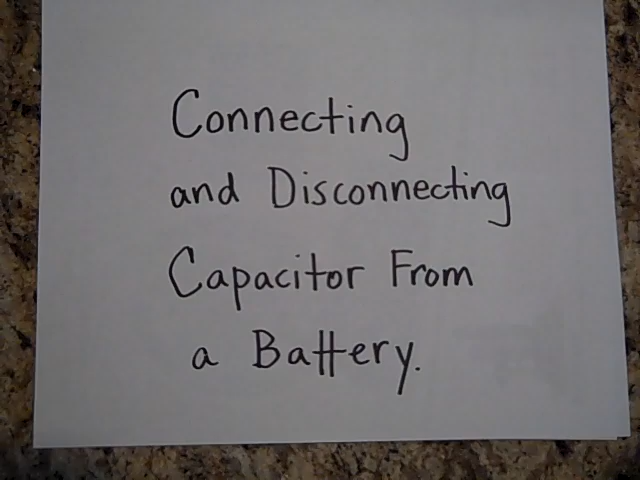 Connecting
and Disconnecting
Capacitor From
a Battery.